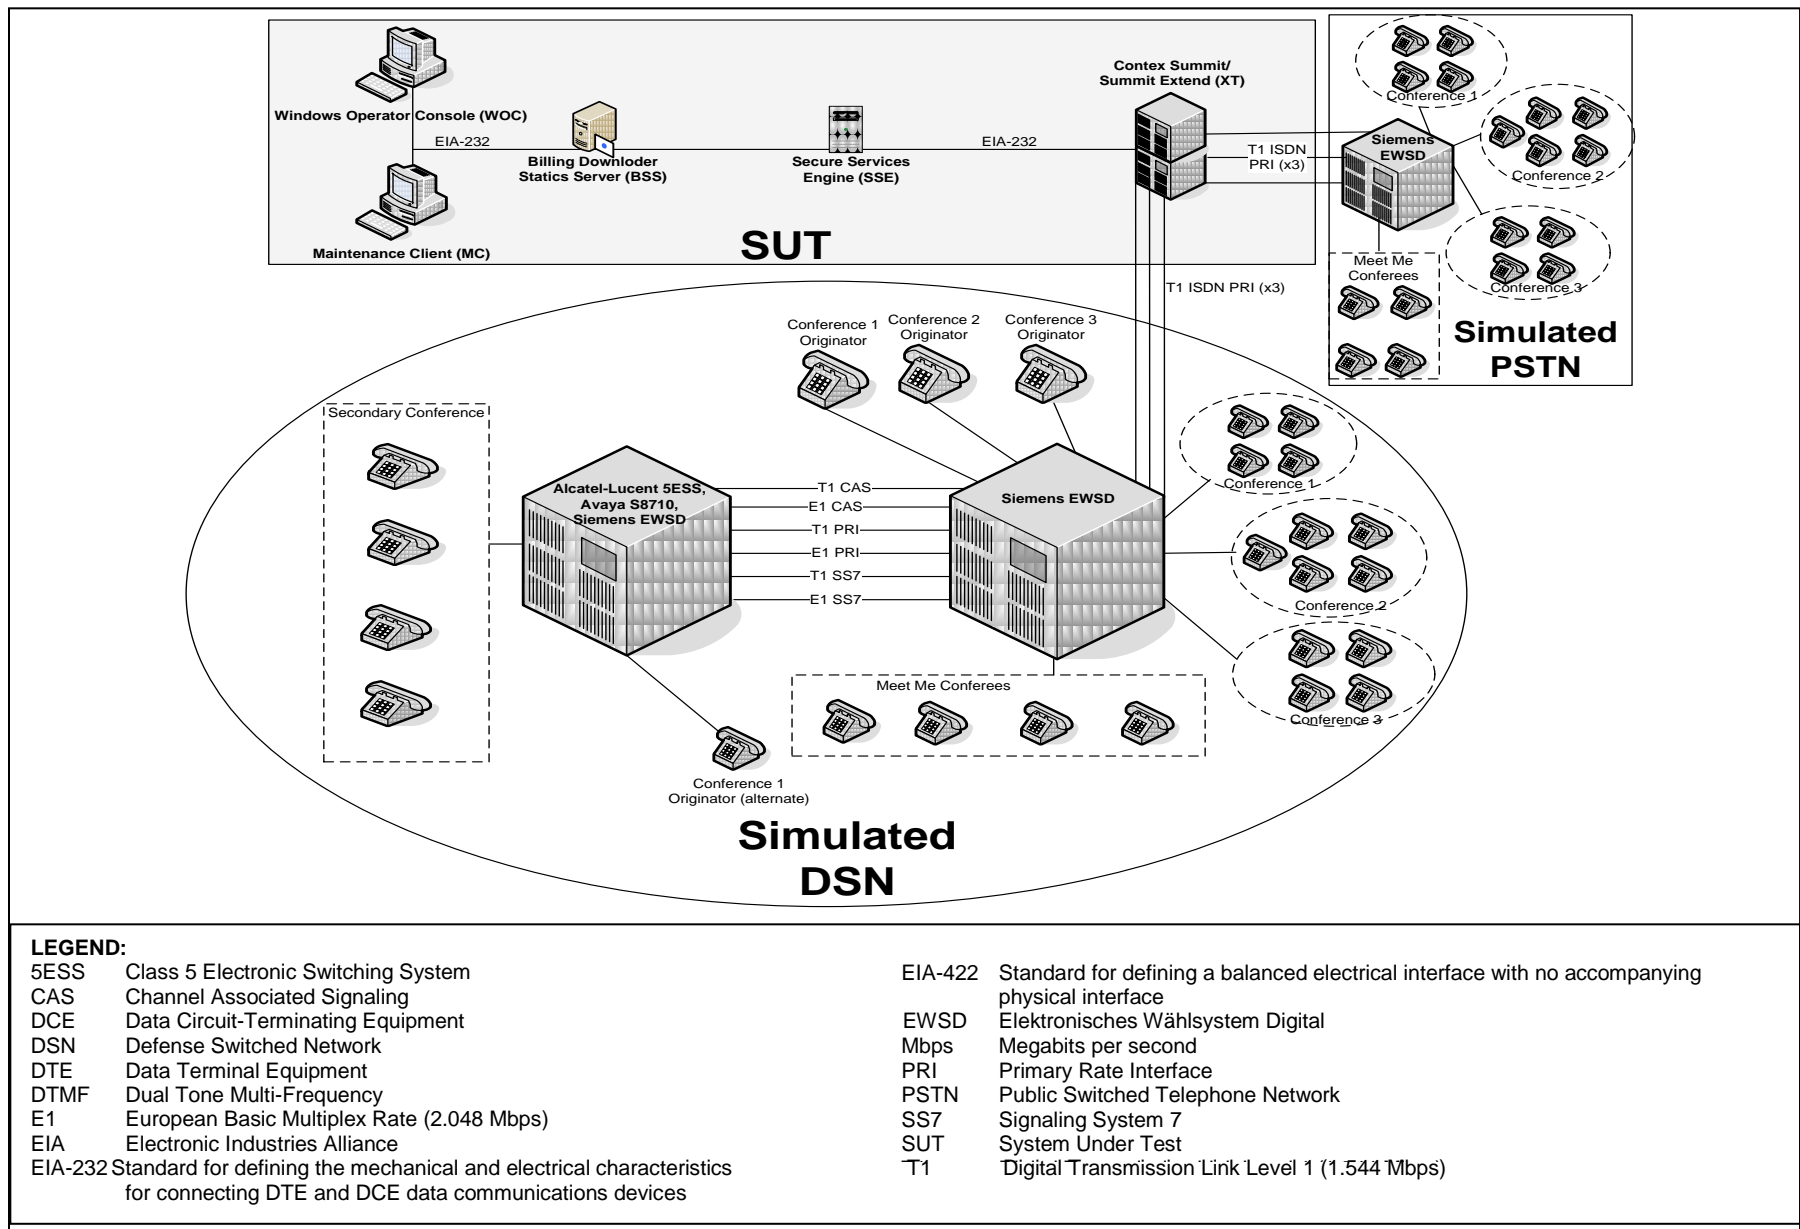 Windows Operator Console (WOC)
EIA-232
Billing Downloder
Statics Server (BSS)
Secure Services
Engine (SSE)
EIA-232
Contex Summit/
Summit Extend (XT)
Maintenance Client (MC)
SUT
T1 ISDN
PRI (x3)
Siemens
EWSD
Conference 1
Conference 2
Conference 3
Meet Me
Conferees
Simulated
PSTN
T1 ISDN PRI (x3)
Conference 1
Originator
Conference 2
Originator
Conference 3
Originator
Secondary Conference
Alcatel-Lucent 5ESS,
Avaya S8710,
Siemens EWSD
T1 CAS
E1 CAS
T1 PRI
E1 PRI
T1 SS7
E1 SS7
Siemens EWSD
Conference 1
Conference 2
Conference 3
Meet Me Conferees
Conference 1
Originator (alternate)
Simulated
DSN
LEGEND:
5ESS Class 5 Electronic Switching System
CAS Channel Associated Signaling
DCE Data Circuit-Terminating Equipment
DSN Defense Switched Network
DTE Data Terminal Equipment
DTMF Dual Tone Multi-Frequency
E1 European Basic Multiplex Rate (2.048 Mbps)
EIA Electronic Industries Alliance
EIA-232 Standard for defining the mechanical and electrical characteristics
for connecting DTE and DCE data communications devices
EIA-422 Standard for defining a balanced electrical interface with no accompanying
physical interface
EWSD Elektronisches Wählsystem Digital
Mbps Megabits per second
PRI Primary Rate Interface
PSTN Public Switched Telephone Network
SS7 Signaling System 7
SUT System Under Test
T1 Digital Transmission Link Level 1 (1.544 Mbps)